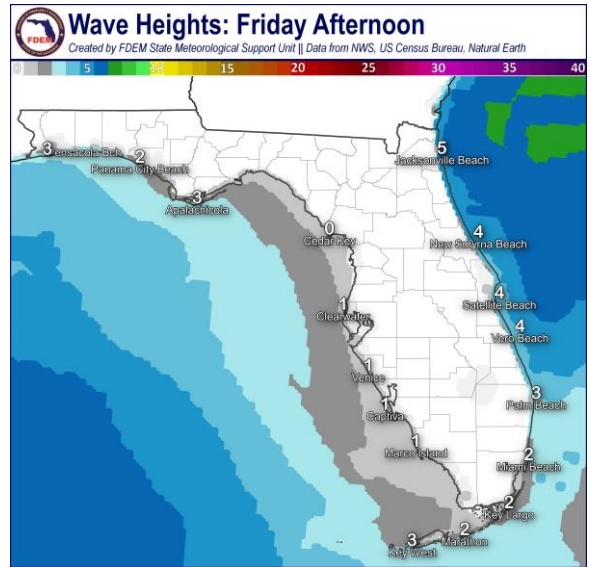 FDEM
Wave Heights: Friday Afternoon
Created by FDEM State Meteorological Support Unit || Data from NWS, US Census Bureau, Natural Earth
0 5 10 15 20 25 30 35 40
3
Pensacola Bch
2
Panama City Beach
3
Apalachicola
5
Jacksonville Beach
0
Cedar Key
4
New Smyrna Beach
1
Clearwater
4
Satellite Beach
4
Vero Beach
1
Venice
1
Captiva
3
Palm Beach
1
Marco Island
2
Miami Beach
2
Key Largo
2
Marathon
3
Key West